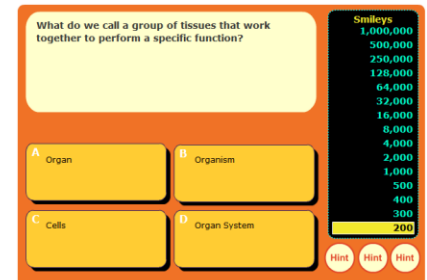 What do we call a group of tissues that work
together to perform a specific function?
A
Organ
B
Organism
C
Cells
D
Organ System
Smileys
1,000,000
500,000
250,000
128,000
64,000
32,000
16,000
8,000
4,000
2,000
1,000
500
400
300
200
Hint Hint Hint